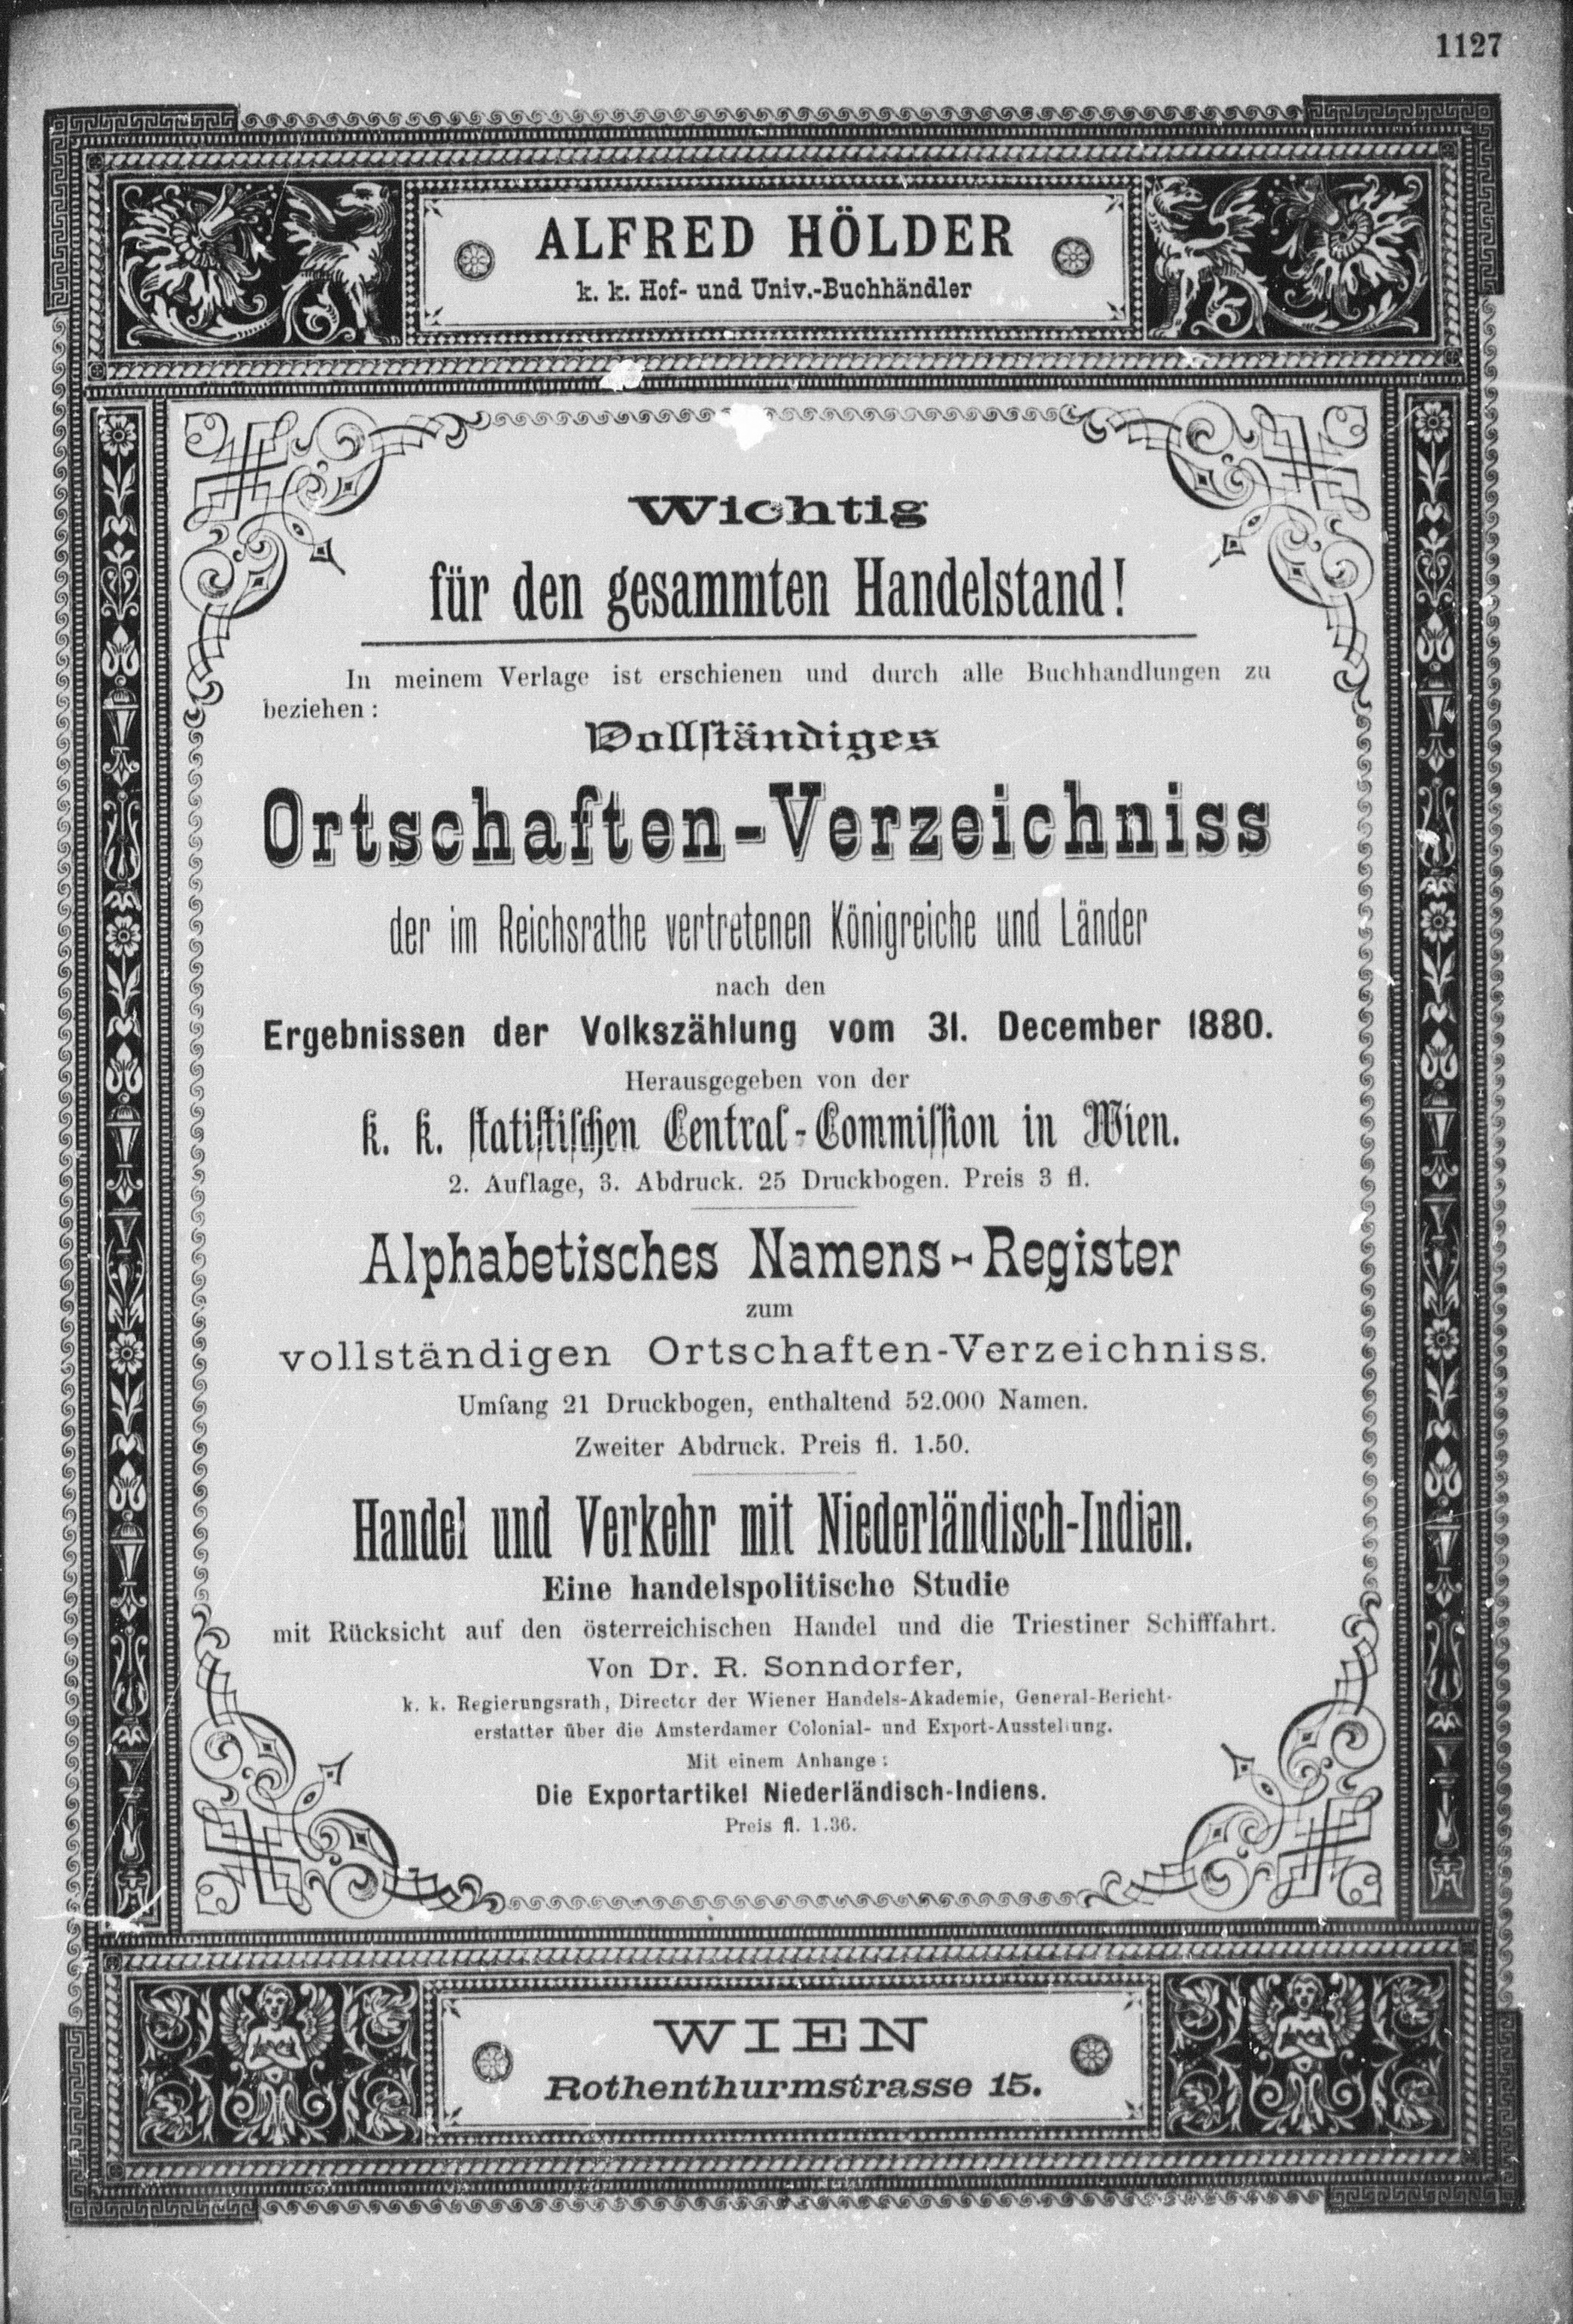 1127
ALFRED HÖLDER
k. k. Hof- und Univ.-Buchhändler
Wichtig
für den gesammten Handelstand!
In meinem Verlage ist erschienen und durch alle Buchhandlungen zu
beziehen:
Vollständiges
Ortschaften-Verzeichniss
der im Reichsrathe vertretenen Königreiche und Länder
nach den
Ergebnissen der Volkszählung vom 31. December 1880.
Herausgegeben von der
k. k. statistischen Central-Commission in Wien.
2. Auflage, 3. Abdruck. 25 Druckbogen. Preis 3 fl.
Alphabetisches Namens-Register
zum
vollständigen Ortschaften-Verzeichniss.
Umfang 21 Druckbogen, enthaltend 52.000 Namen.
Zweiter Abdruck. Preis fl. 1.50.
Handel und Verkehr mit Niederländisch-Indien.
Eine handelspolitische Studie
mit Rücksicht auf den österreichischen Handel und die Triestiner Schifffahrt.
Von Dr. R. Sonndorfer,
k. k. Regierungsrath, Director der Wiener Handels-Akademie, General-Bericht-
erstatter über die Amsterdamer Colonial- und Export-Ausstellung.
Mit einem Anhange:
Die Exportartikel Niederländisch-Indiens.
Preis fl. 1.36.
WIEN
Rothenthurmstrasse 15.